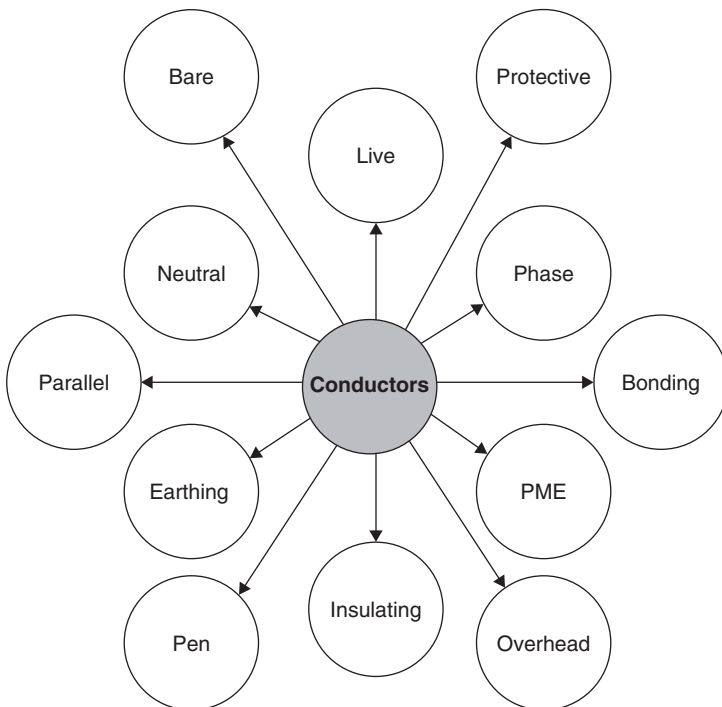 Bare
Protective
Live
Neutral
Phase
Parallel
Conductors
Bonding
Earthing
PME
Pen
Insulating
Overhead